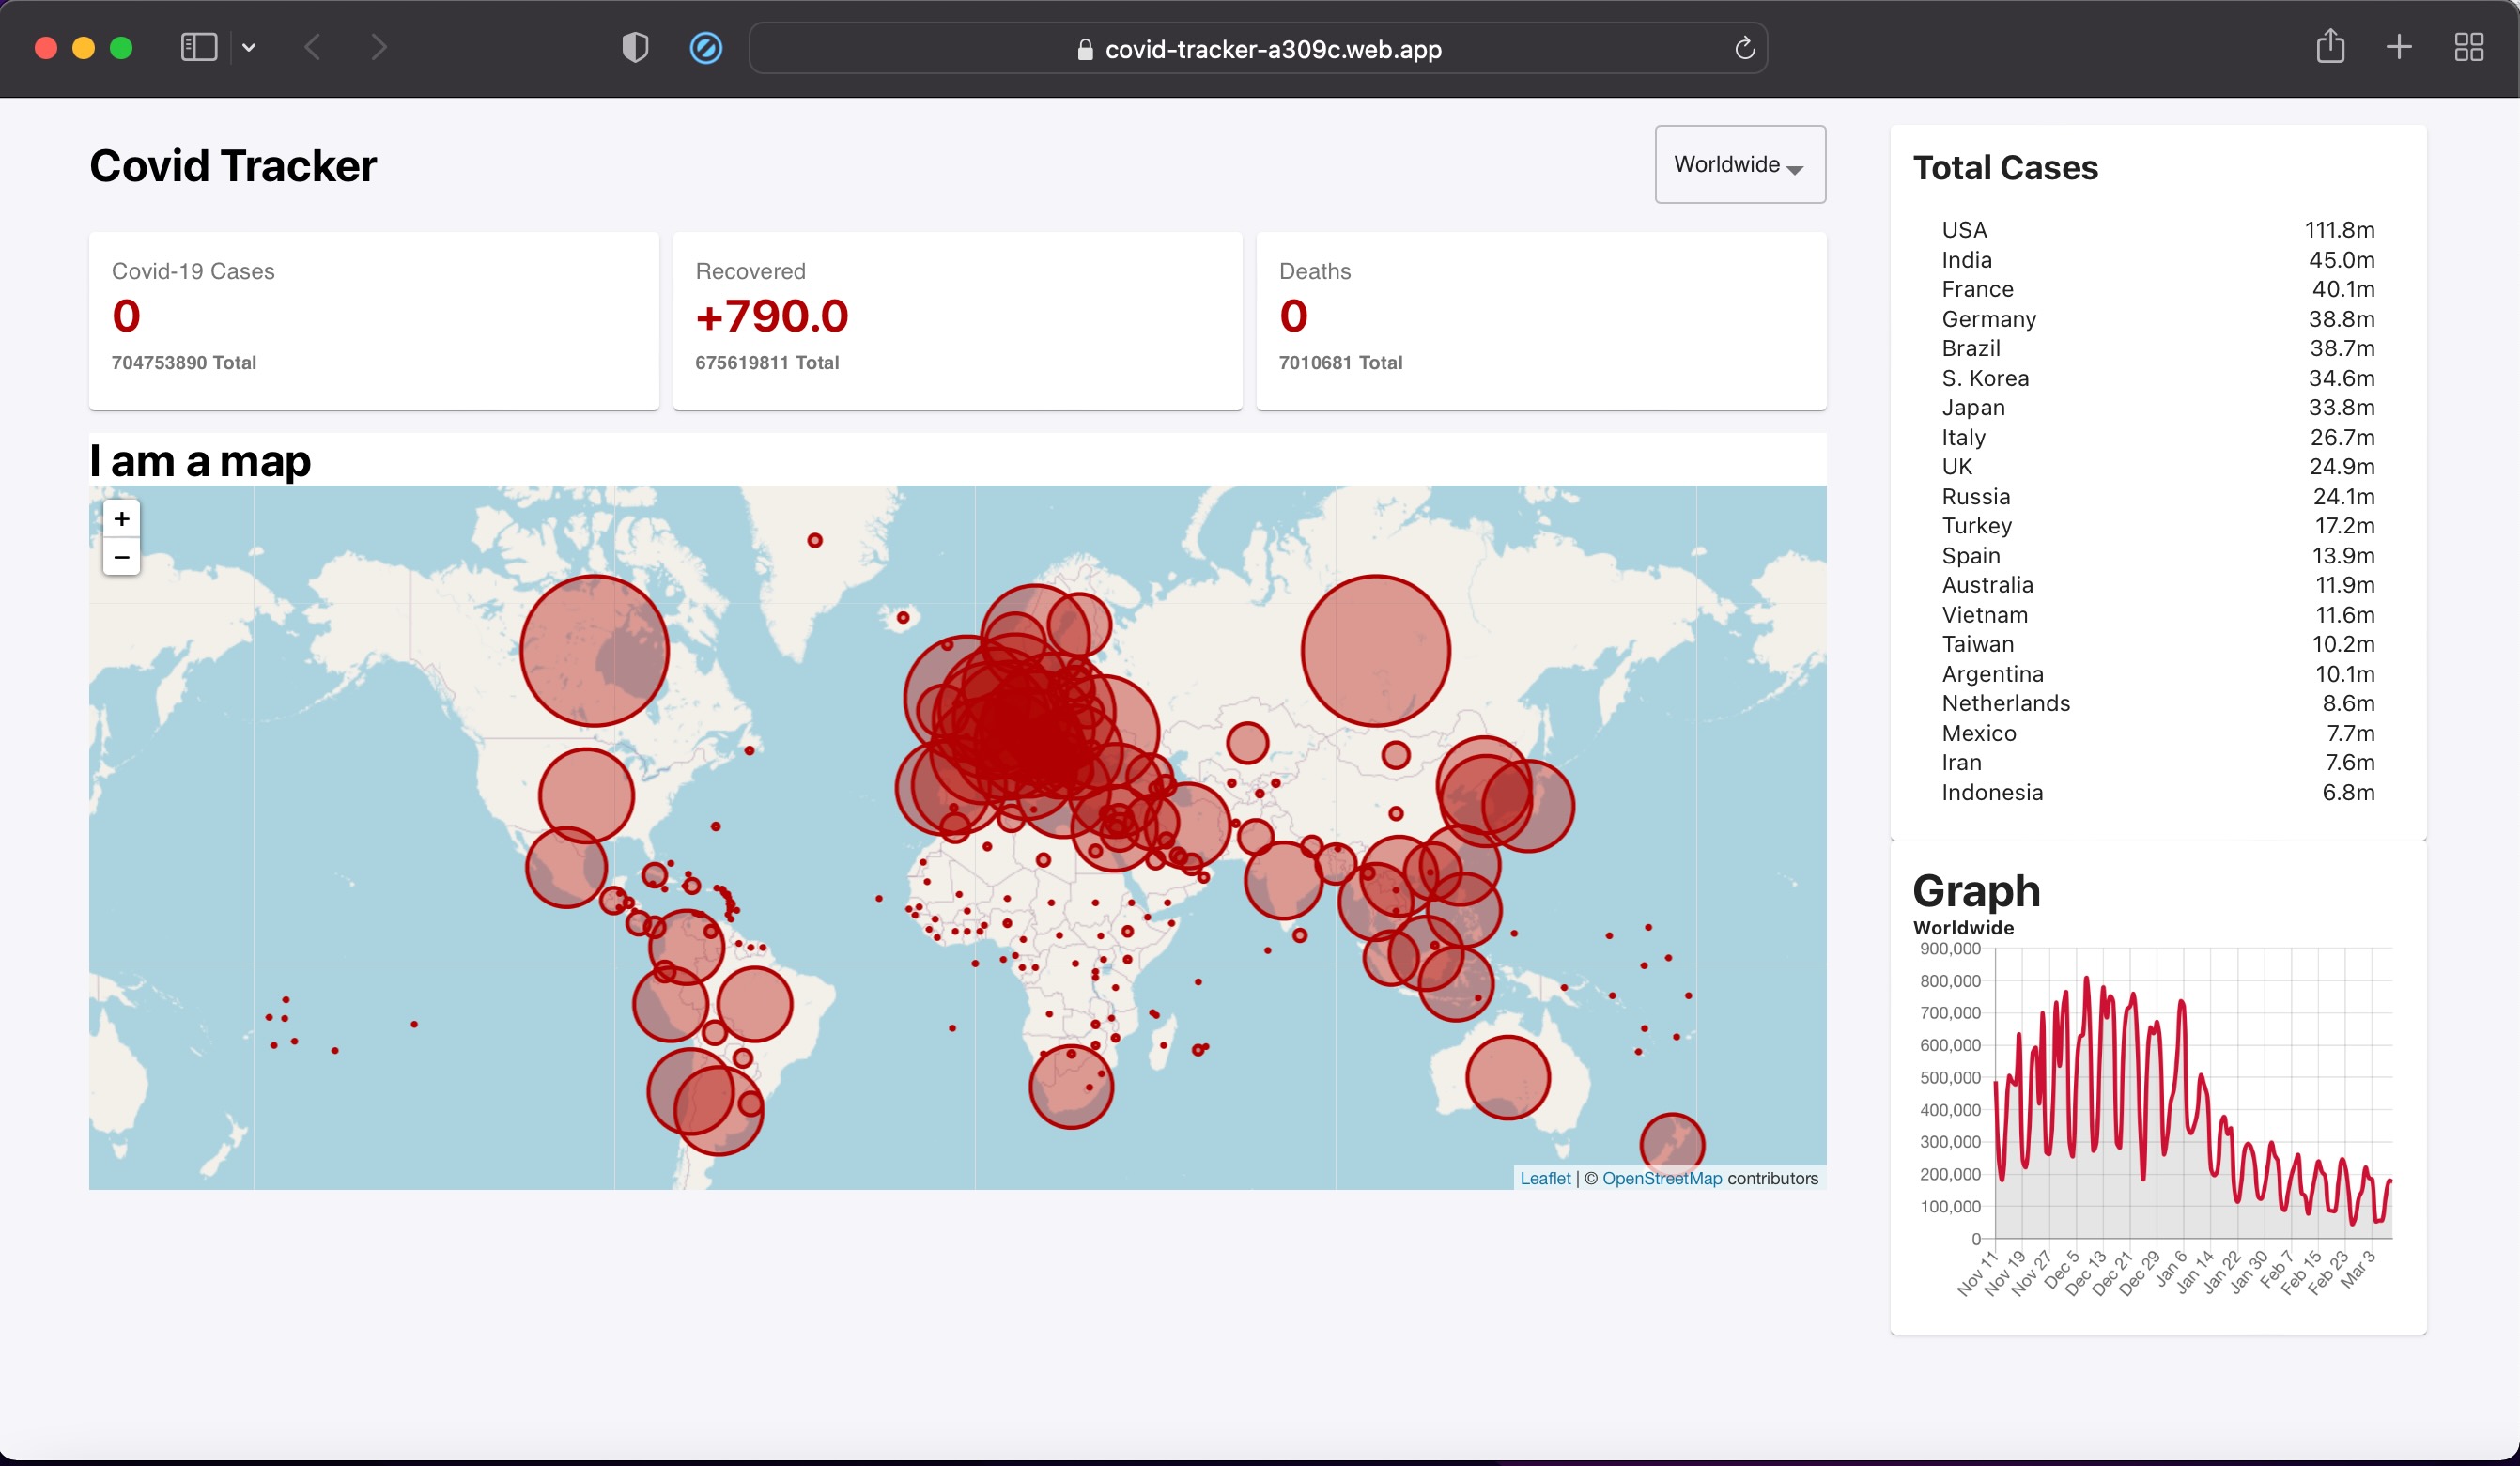 covid-tracker-a309c.web.app
Covid Tracker
Worldwide
Covid-19 Cases
0
704753890 Total
Recovered
+790.0
675619811 Total
Deaths
0
7010681 Total
I am a map
+
−
Leaflet | © OpenStreetMap contributors
Total Cases
USA 111.8m
India 45.0m
France 40.1m
Germany 38.8m
Brazil 38.7m
S. Korea 34.6m
Japan 33.8m
Italy 26.7m
UK 24.9m
Russia 24.1m
Turkey 17.2m
Spain 13.9m
Australia 11.9m
Vietnam 11.6m
Taiwan 10.2m
Argentina 10.1m
Netherlands 8.6m
Mexico 7.7m
Iran 7.6m
Indonesia 6.8m
Graph
Worldwide
900,000
800,000
700,000
600,000
500,000
400,000
300,000
200,000
100,000
0
Nov 11
Nov 19
Nov 27
Dec 5
Dec 13
Dec 21
Dec 29
Jan 6
Jan 14
Jan 22
Jan 30
Feb 7
Feb 15
Feb 23
Mar 3